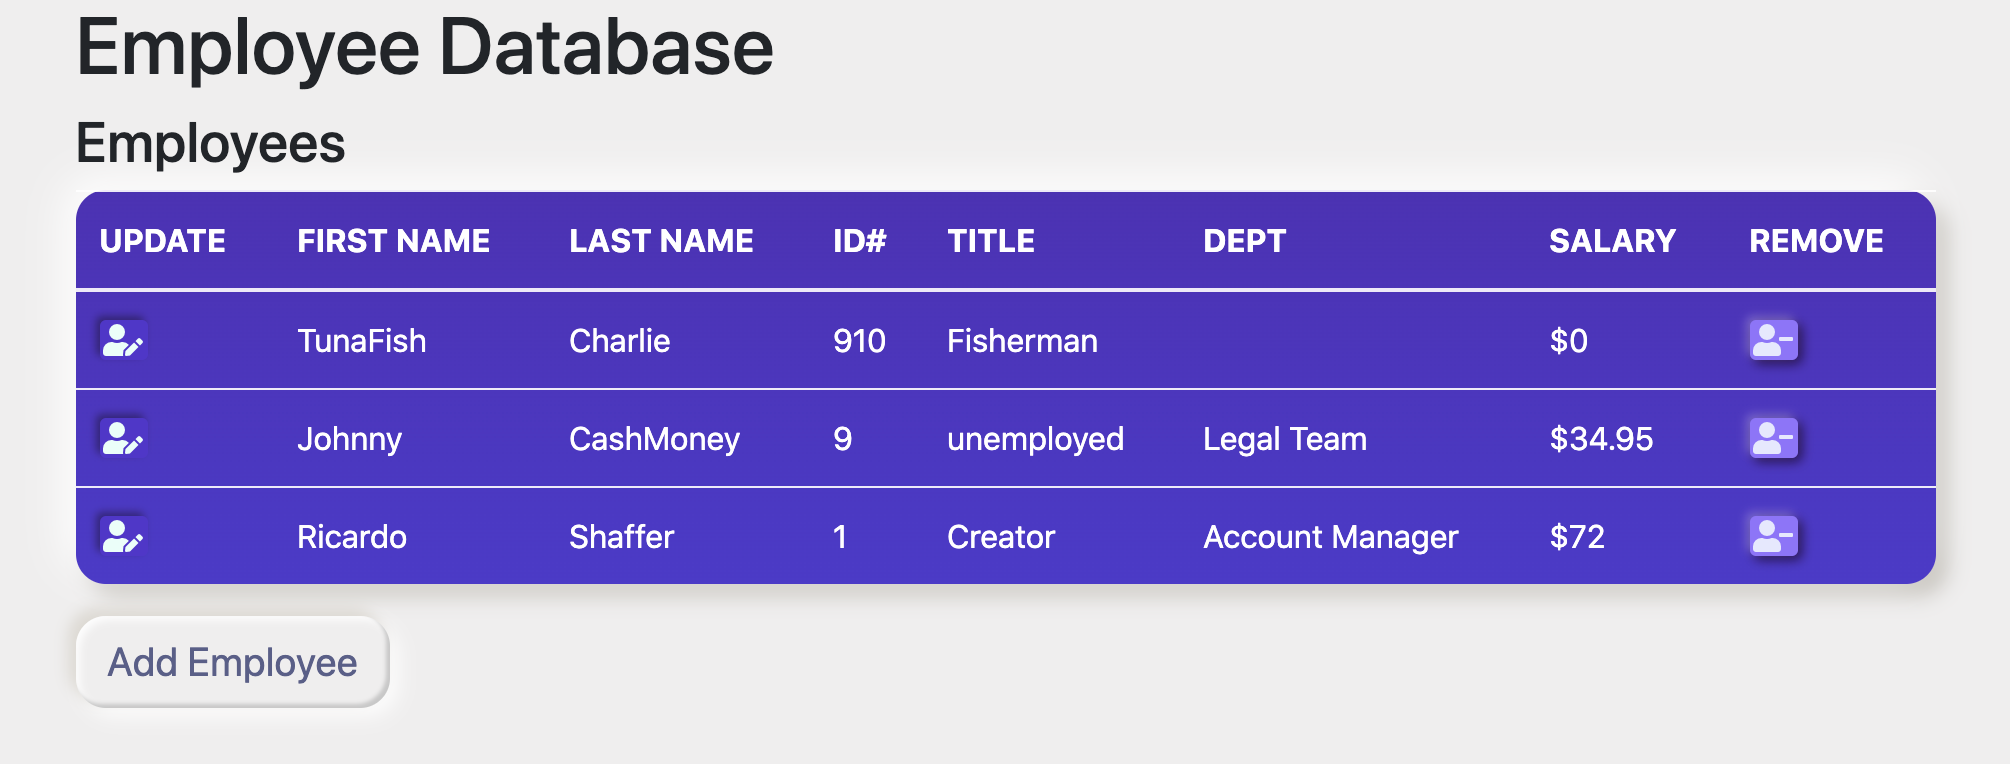 Employee Database
Employees
UPDATE FIRST NAME LAST NAME ID# TITLE DEPT SALARY REMOVE
TunaFish Charlie 910 Fisherman $0
Johnny CashMoney 9 unemployed Legal Team $34.95
Ricardo Shaffer 1 Creator Account Manager $72
Add Employee